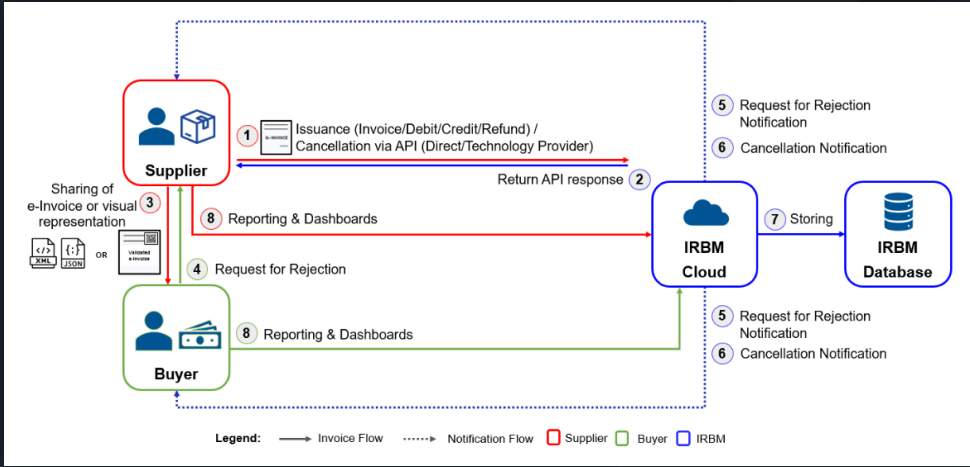 5 Request for Rejection
Notification
6 Cancellation Notification
Supplier
1 e-INVOICE Issuance (Invoice/Debit/Credit/Refund) /
Cancellation via API (Direct/Technology Provider)
Return API response 2
Sharing of
e-Invoice or visual
representation
3
</> XML {;} JSON OR Validated
e-Invoice
8 Reporting & Dashboards
4 Request for Rejection
IRBM
Cloud
7 Storing
IRBM
Database
Buyer
8 Reporting & Dashboards
5 Request for Rejection
Notification
6 Cancellation Notification
Legend: Invoice Flow Notification Flow Supplier Buyer IRBM